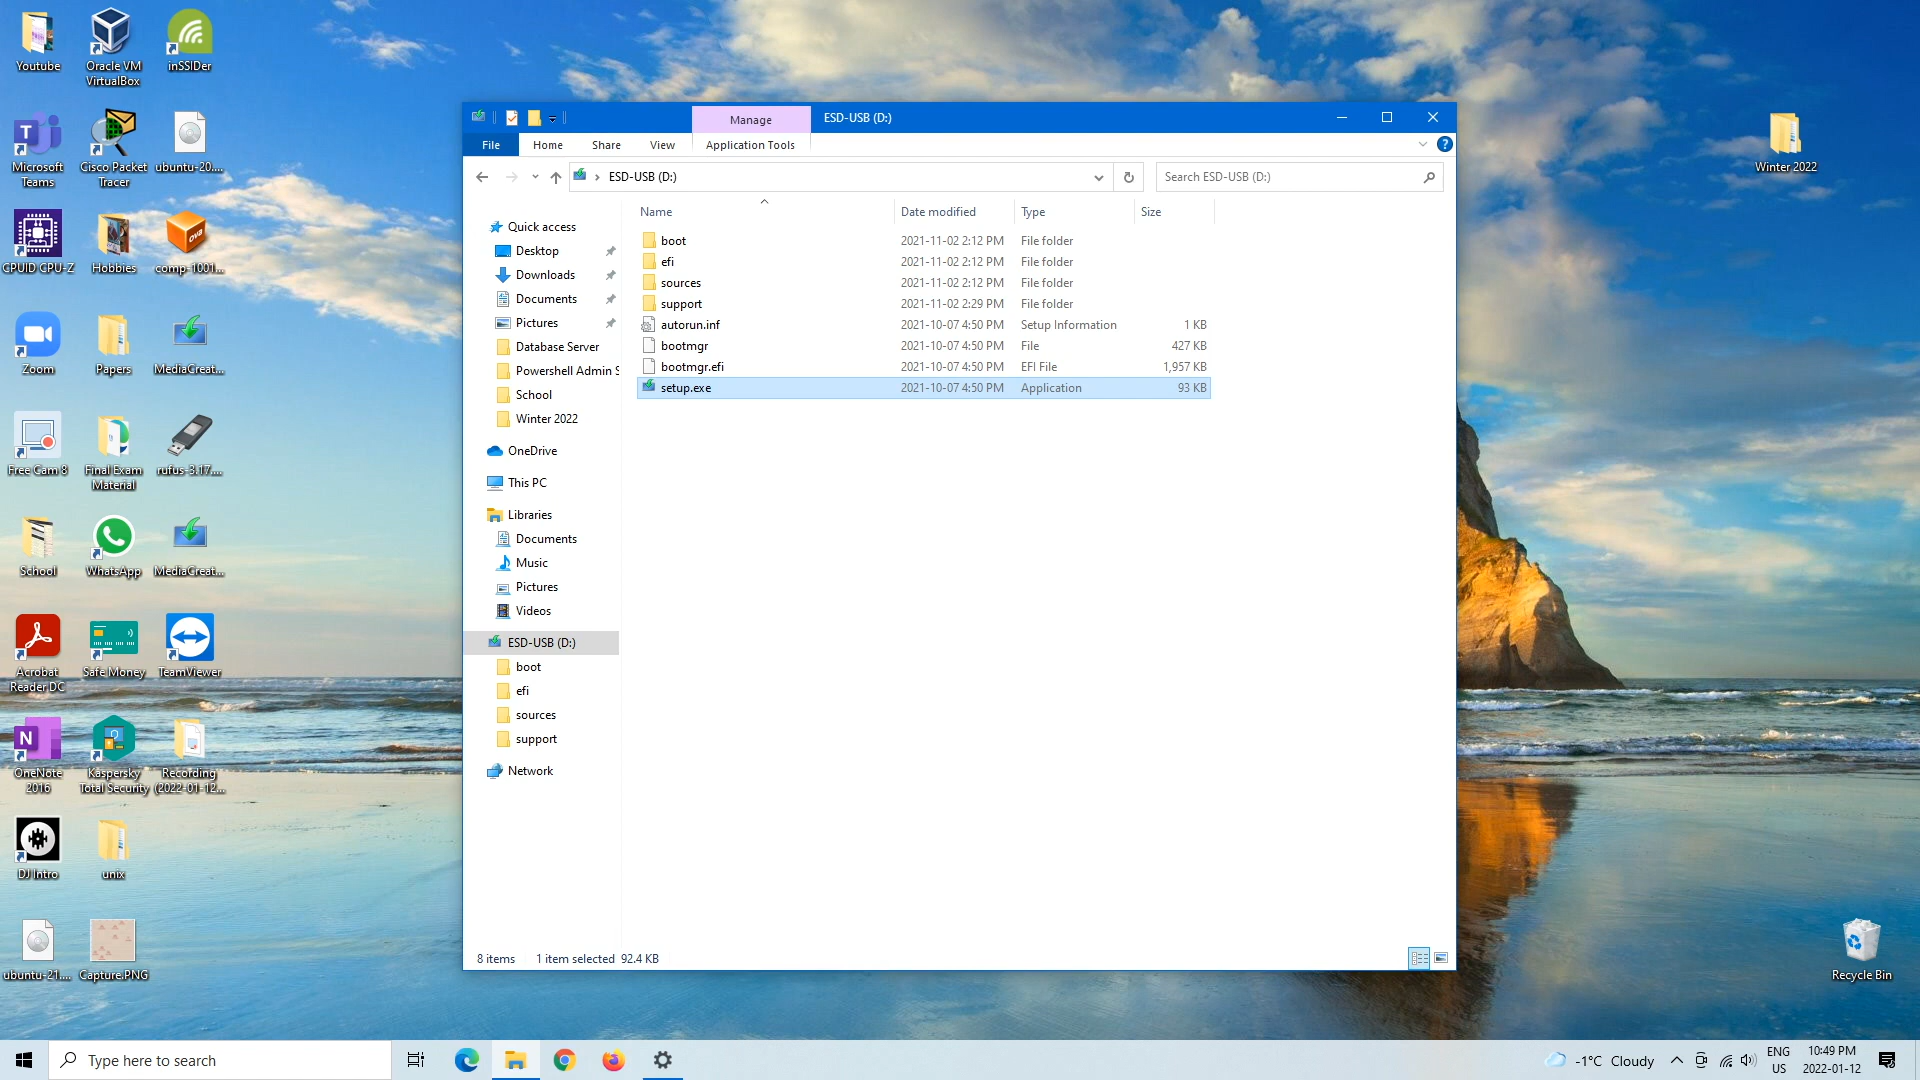 Youtube
Oracle VM
VirtualBox
inSSIDer
Microsoft
Teams
Cisco Packet
Tracer
ubuntu-20....
CPUID CPU-Z
Hobbies
ova
comp-1001...
Zoom
Papers
MediaCreat...
Free Cam 8
Final Exam
Material
rufus-3.17....
School
WhatsApp
MediaCreat...
Acrobat
Reader DC
Safe Money
TeamViewer
OneNote
2016
Kaspersky
Total Security
Recording
(2022-01-12...
DJ Intro
unix
ubuntu-21....
Capture.PNG
Winter 2022
Recycle Bin
Manage
ESD-USB (D:)
File
Home
Share
View
Application Tools
ESD-USB (D:)
Search ESD-USB (D:)
Quick access
Desktop
Downloads
Documents
Pictures
Database Server
Powershell Admin S
School
Winter 2022
OneDrive
This PC
Libraries
Documents
Music
Pictures
Videos
ESD-USB (D:)
boot
efi
sources
support
Network
Name Date modified Type Size
boot 2021-11-02 2:12 PM File folder
efi 2021-11-02 2:12 PM File folder
sources 2021-11-02 2:12 PM File folder
support 2021-11-02 2:29 PM File folder
autorun.inf 2021-10-07 4:50 PM Setup Information 1 KB
bootmgr 2021-10-07 4:50 PM File 427 KB
bootmgr.efi 2021-10-07 4:50 PM EFI File 1,957 KB
setup.exe 2021-10-07 4:50 PM Application 93 KB
8 items 1 item selected 92.4 KB
Type here to search
-1°C Cloudy
ENG
US
10:49 PM
2022-01-12